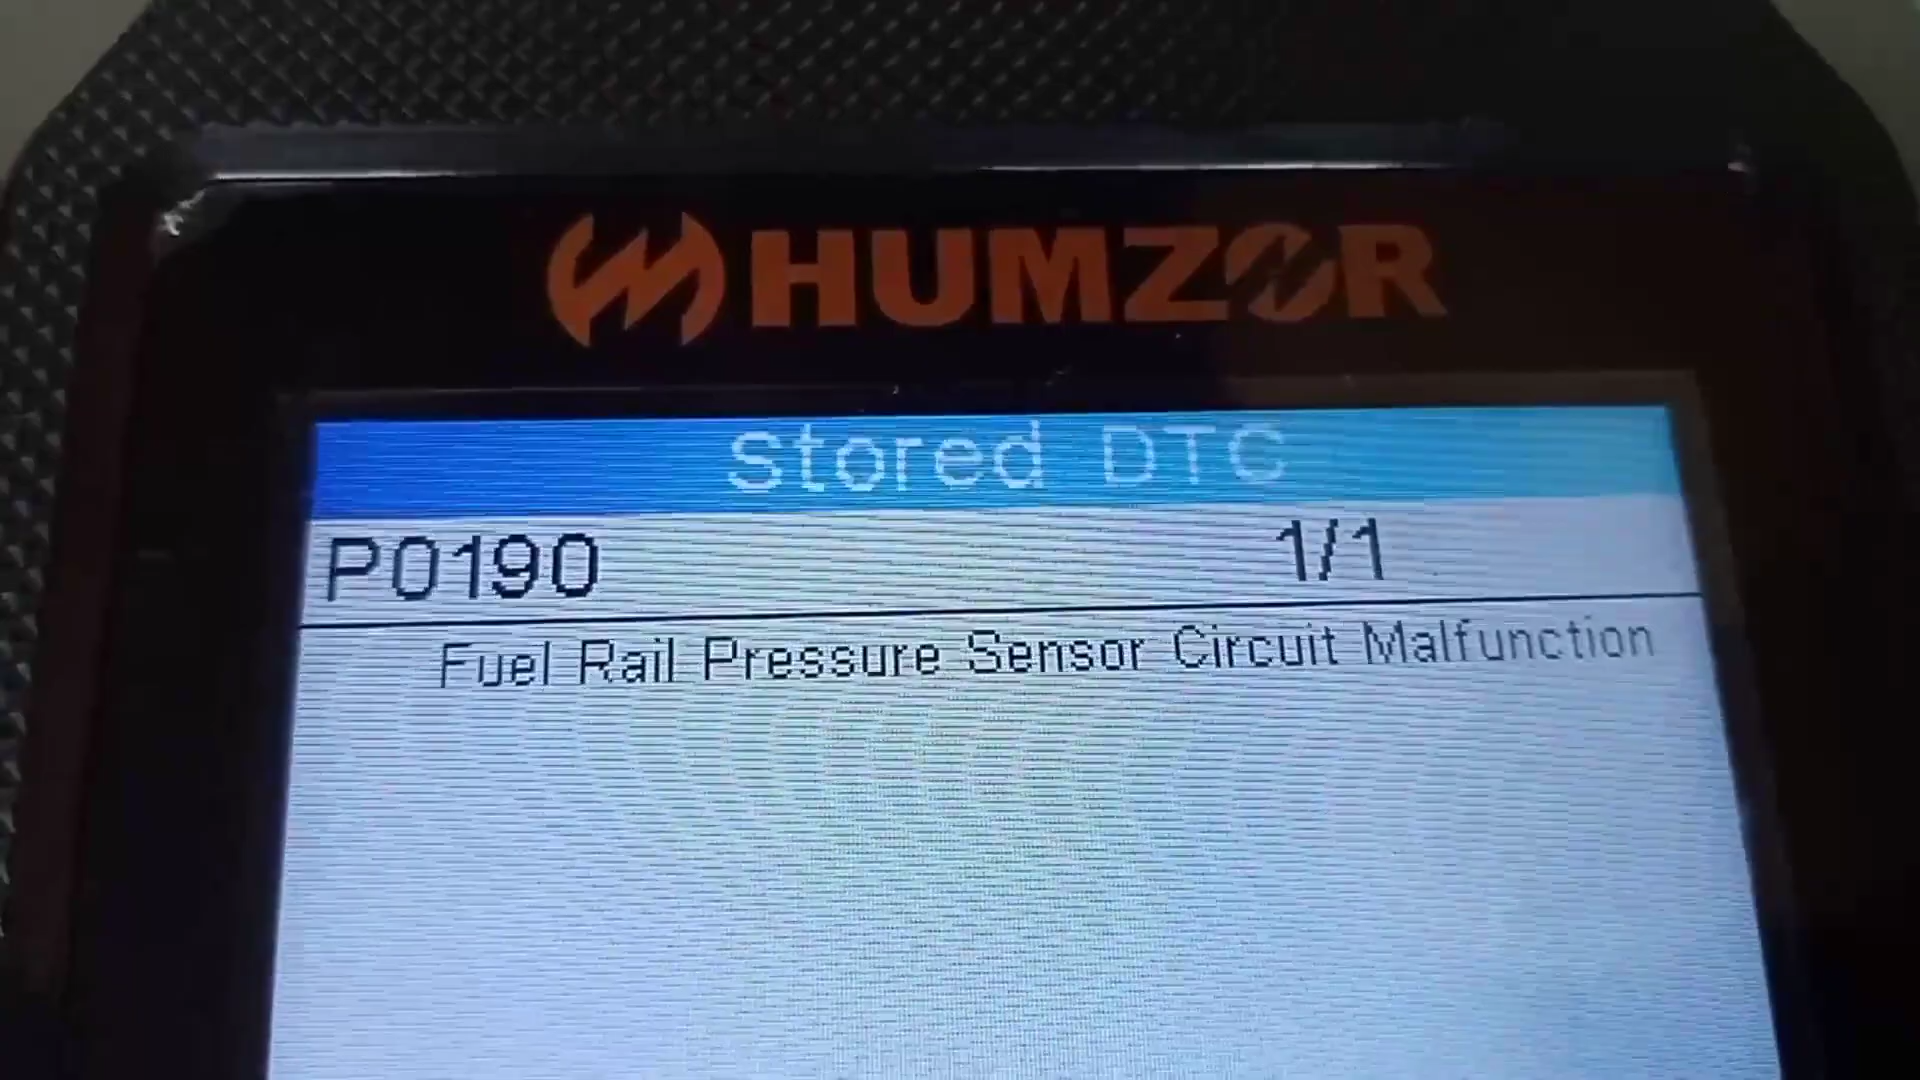 HUMZOR
Stored DTC
P0190 1/1
Fuel Rail Pressure Sensor Circuit Malfunction